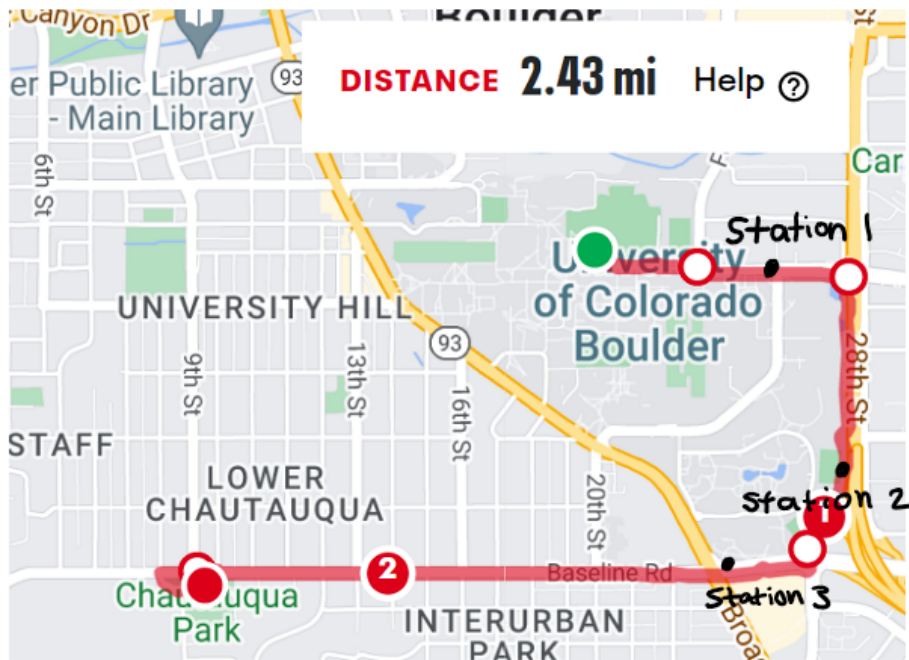 Canyon Dr
Boulder
St
DISTANCE 2.43 mi Help ?
93
er Public Library
- Main Library
6th St
F
Car
Station 1
University
of Colorado
Boulder
UNIVERSITY HILL
93
9th St
13th St
16th St
28th St
STAFF
LOWER
CHAUTAUQUA
20th St
Station 2
1
2
Baseline Rd
Station 3
Chautauqua
Park
INTERURBAN
PARK
Broa